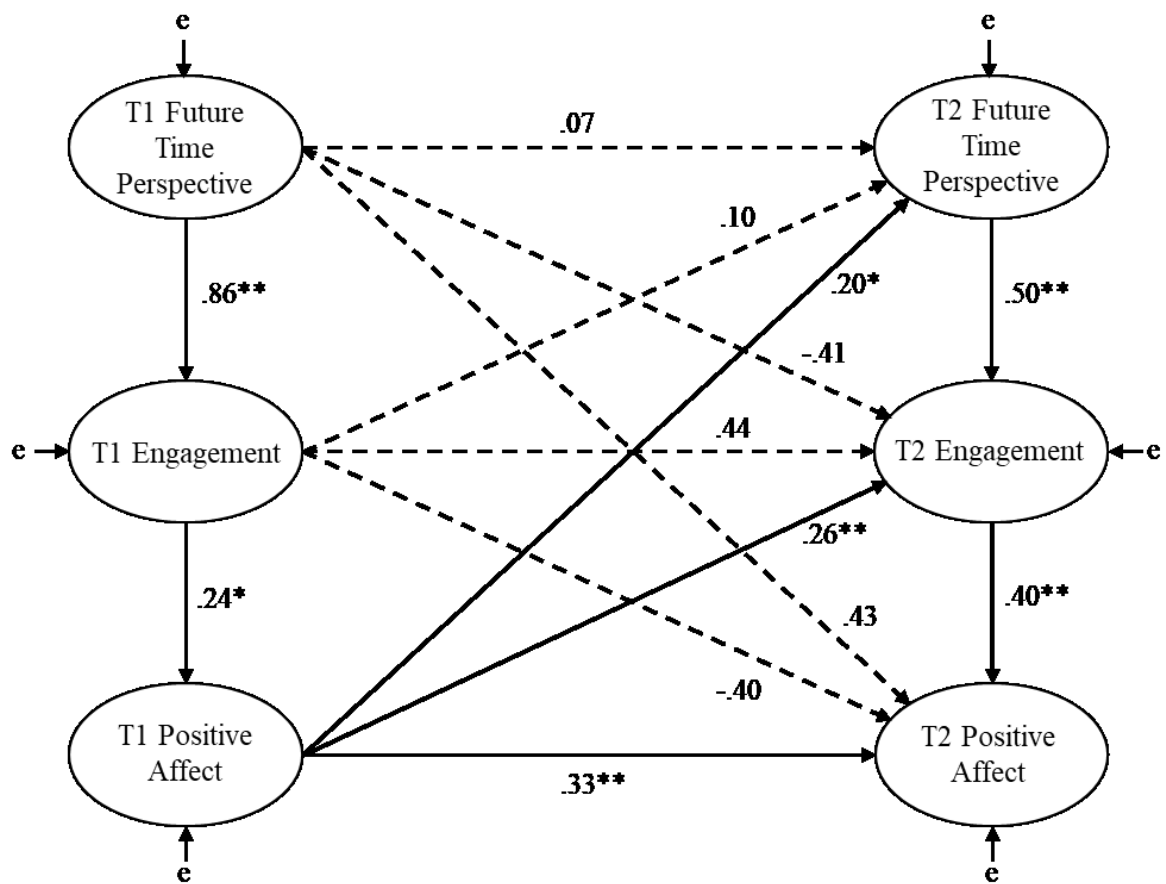 e
e
T1 Future
Time
Perspective
.07
T2 Future
Time
Perspective
.10
.20*
.86**
.50**
-.41
e
T1 Engagement
.44
T2 Engagement
e
.26**
.24*
.40**
.43
-.40
T1 Positive
Affect
T2 Positive
Affect
.33**
e
e